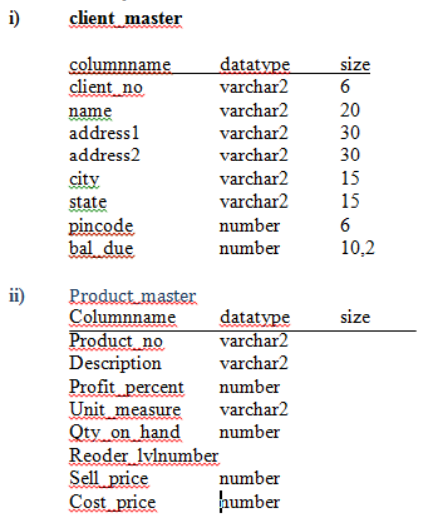 i) client_master
columnname datatype size
client_no varchar2 6
name varchar2 20
address1 varchar2 30
address2 varchar2 30
city varchar2 15
state varchar2 15
pincode number 6
bal_due number 10,2
ii) Product_master
Columnname datatype size
Product_no varchar2
Description varchar2
Profit_percent number
Unit_measure varchar2
Qty_on_hand number
Reoder_lvlnumber
Sell_price number
Cost_price number